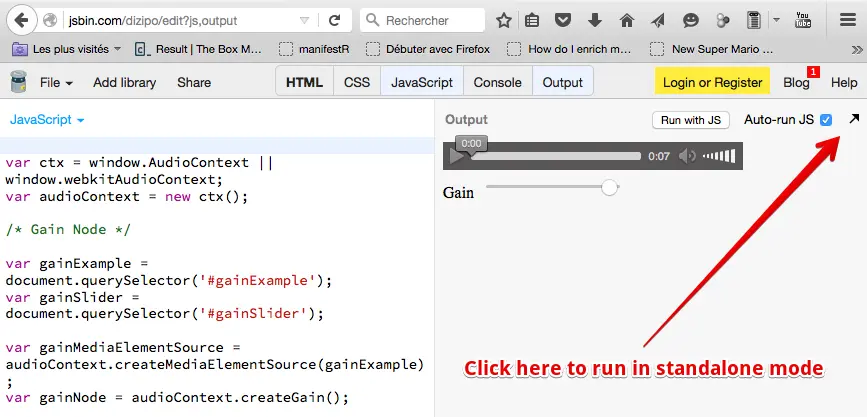 jsbin.com/dizipo/edit?js,output
Rechercher
Les plus visités
Result | The Box M...
manifestR
Débuter avec Firefox
How do I enrich m...
New Super Mario ...
File
Add library
Share
HTML
CSS
JavaScript
Console
Output
Login or Register
Blog
1
Help
JavaScript
Output
Run with JS
Auto-run JS
0:00
0:07
Gain
var ctx = window.AudioContext ||
window.webkitAudioContext;
var audioContext = new ctx();
/* Gain Node */
var gainExample =
document.querySelector('#gainExample');
var gainSlider =
document.querySelector('#gainSlider');
var gainMediaElementSource =
audioContext.createMediaElementSource(gainExample)
;
var gainNode = audioContext.createGain();
Click here to run in standalone mode